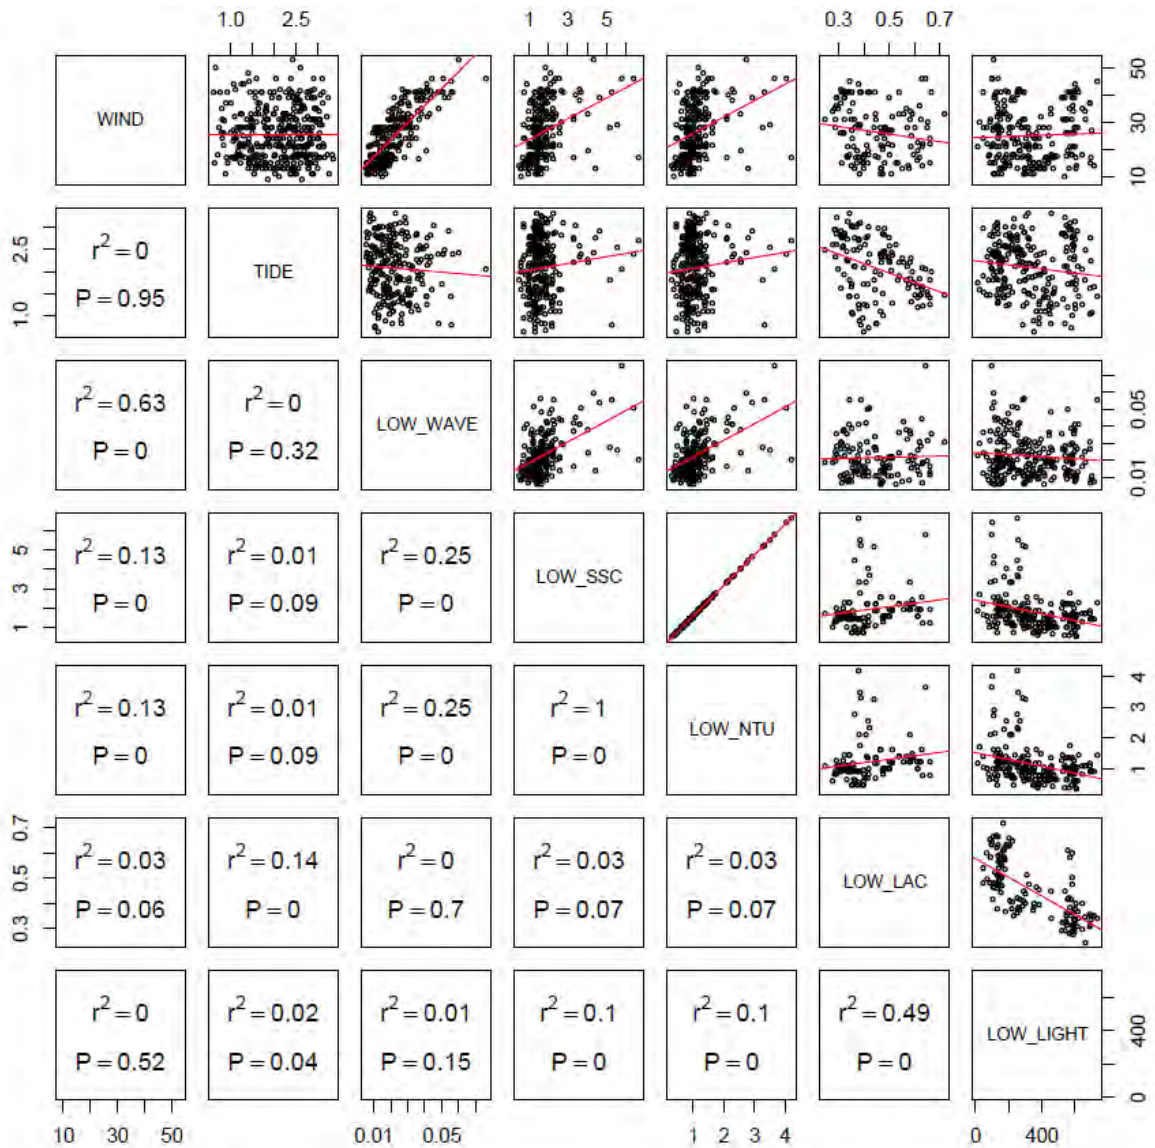 1.0 2.5 1 3 5 0.3 0.5 0.7
WIND
10 30 50
1.0 2.5
r² = 0
P = 0.95
TIDE
r² = 0.63
P = 0
r² = 0
P = 0.32
LOW_WAVE
0.01 0.05
1 3 5
r² = 0.13
P = 0
r² = 0.01
P = 0.09
r² = 0.25
P = 0
LOW_SSC
r² = 0.13
P = 0
r² = 0.01
P = 0.09
r² = 0.25
P = 0
r² = 1
P = 0
LOW_NTU
1 2 3 4
0.3 0.5 0.7
r² = 0.03
P = 0.06
r² = 0.14
P = 0
r² = 0
P = 0.7
r² = 0.03
P = 0.07
r² = 0.03
P = 0.07
LOW_LAC
r² = 0
P = 0.52
r² = 0.02
P = 0.04
r² = 0.01
P = 0.15
r² = 0.1
P = 0
r² = 0.1
P = 0
r² = 0.49
P = 0
LOW_LIGHT
0 400
10 30 50 0.01 0.05 1 2 3 4 0 400